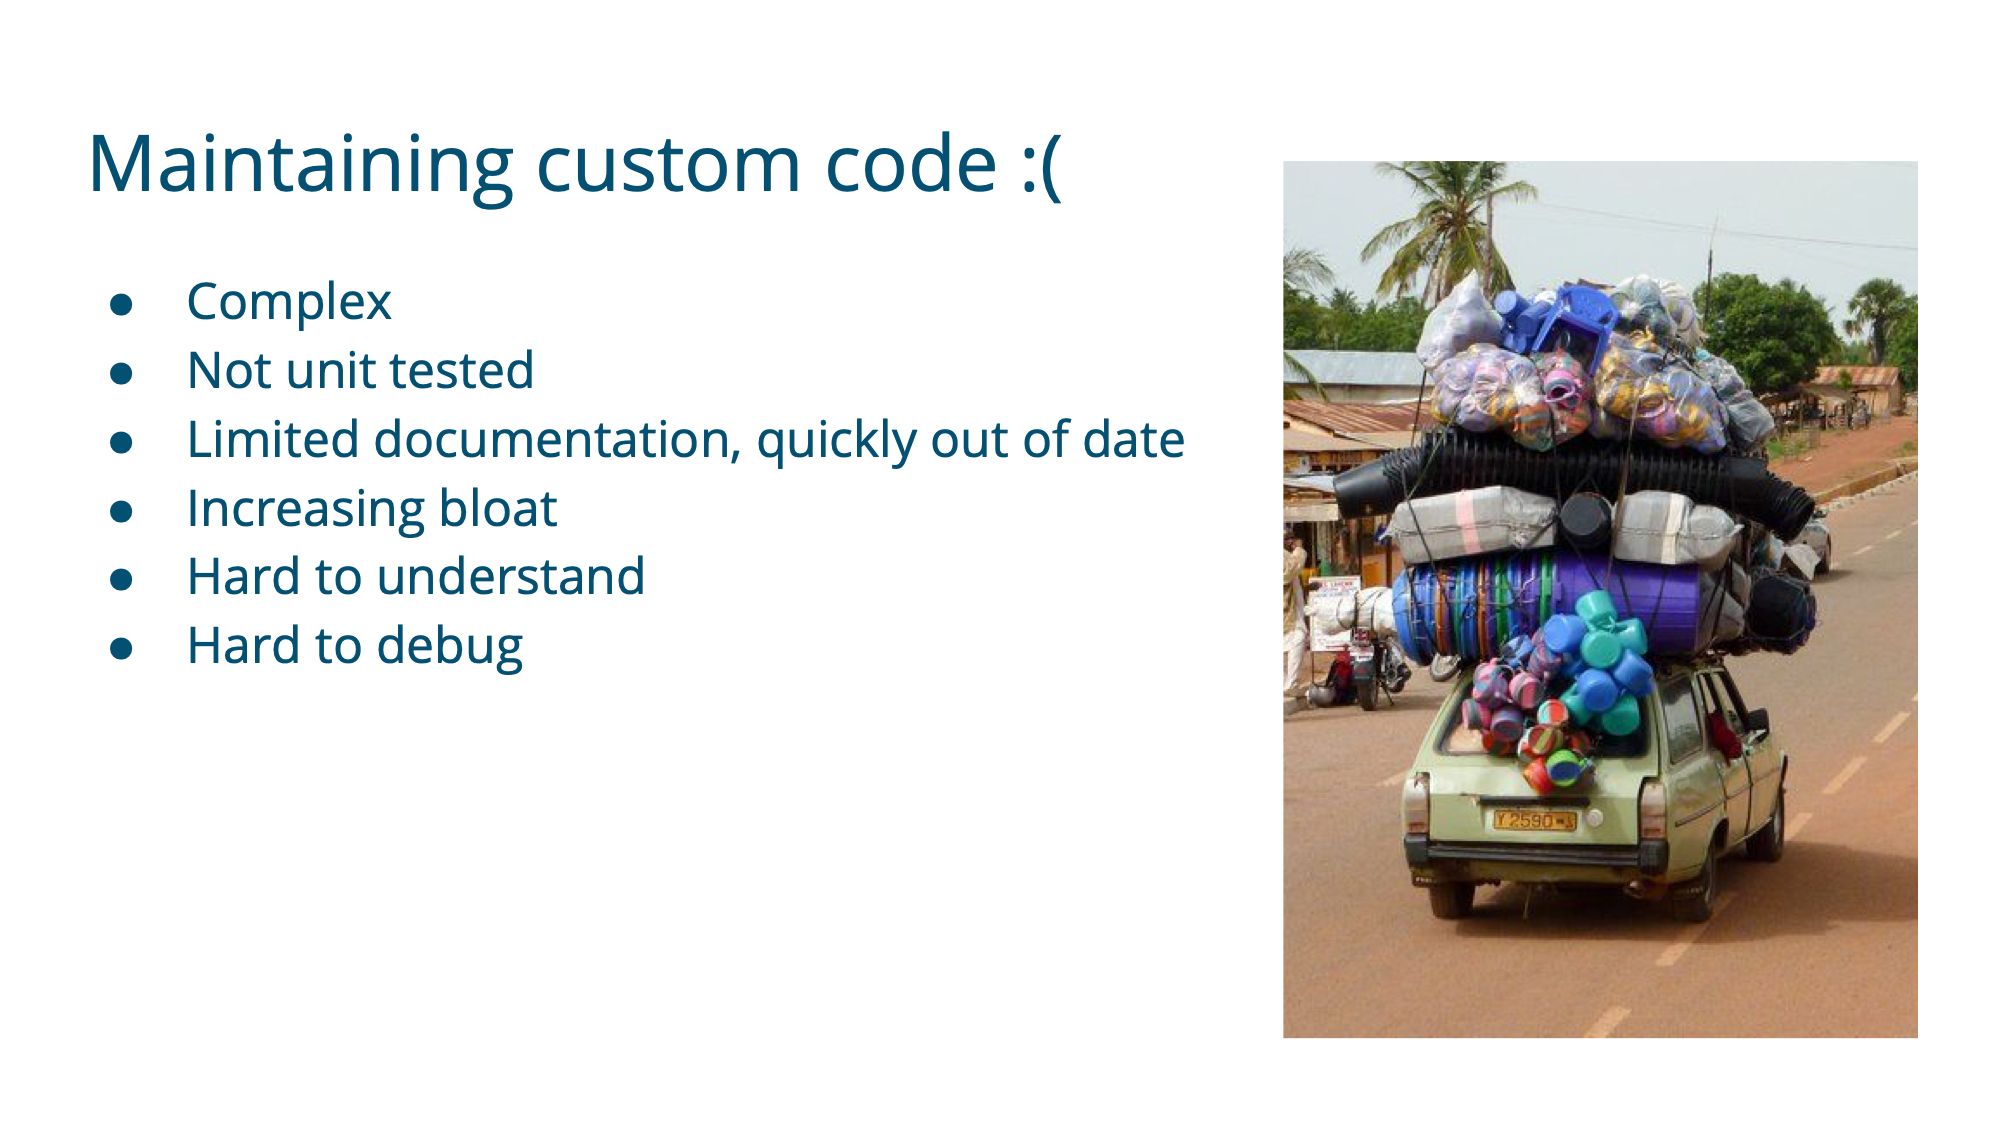 Maintaining custom code :(
● Complex
● Not unit tested
● Limited documentation, quickly out of date
● Increasing bloat
● Hard to understand
● Hard to debug
Y 2590